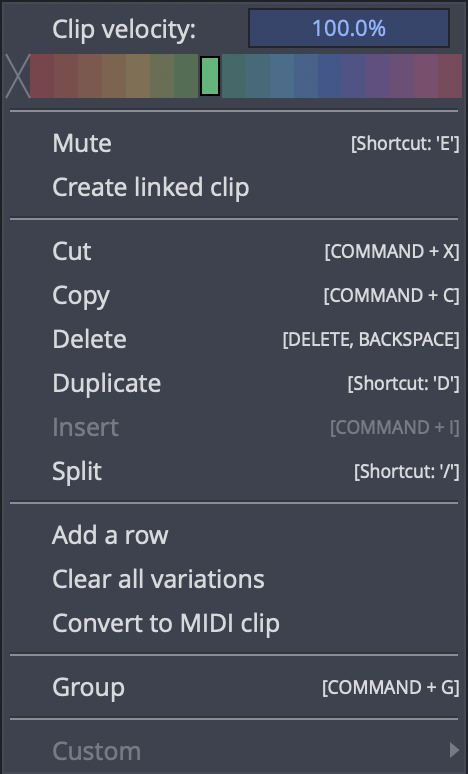 Clip velocity: 100.0%
Mute [Shortcut: 'E']
Create linked clip
Cut [COMMAND + X]
Copy [COMMAND + C]
Delete [DELETE, BACKSPACE]
Duplicate [Shortcut: 'D']
Insert [COMMAND + I]
Split [Shortcut: '/']
Add a row
Clear all variations
Convert to MIDI clip
Group [COMMAND + G]
Custom